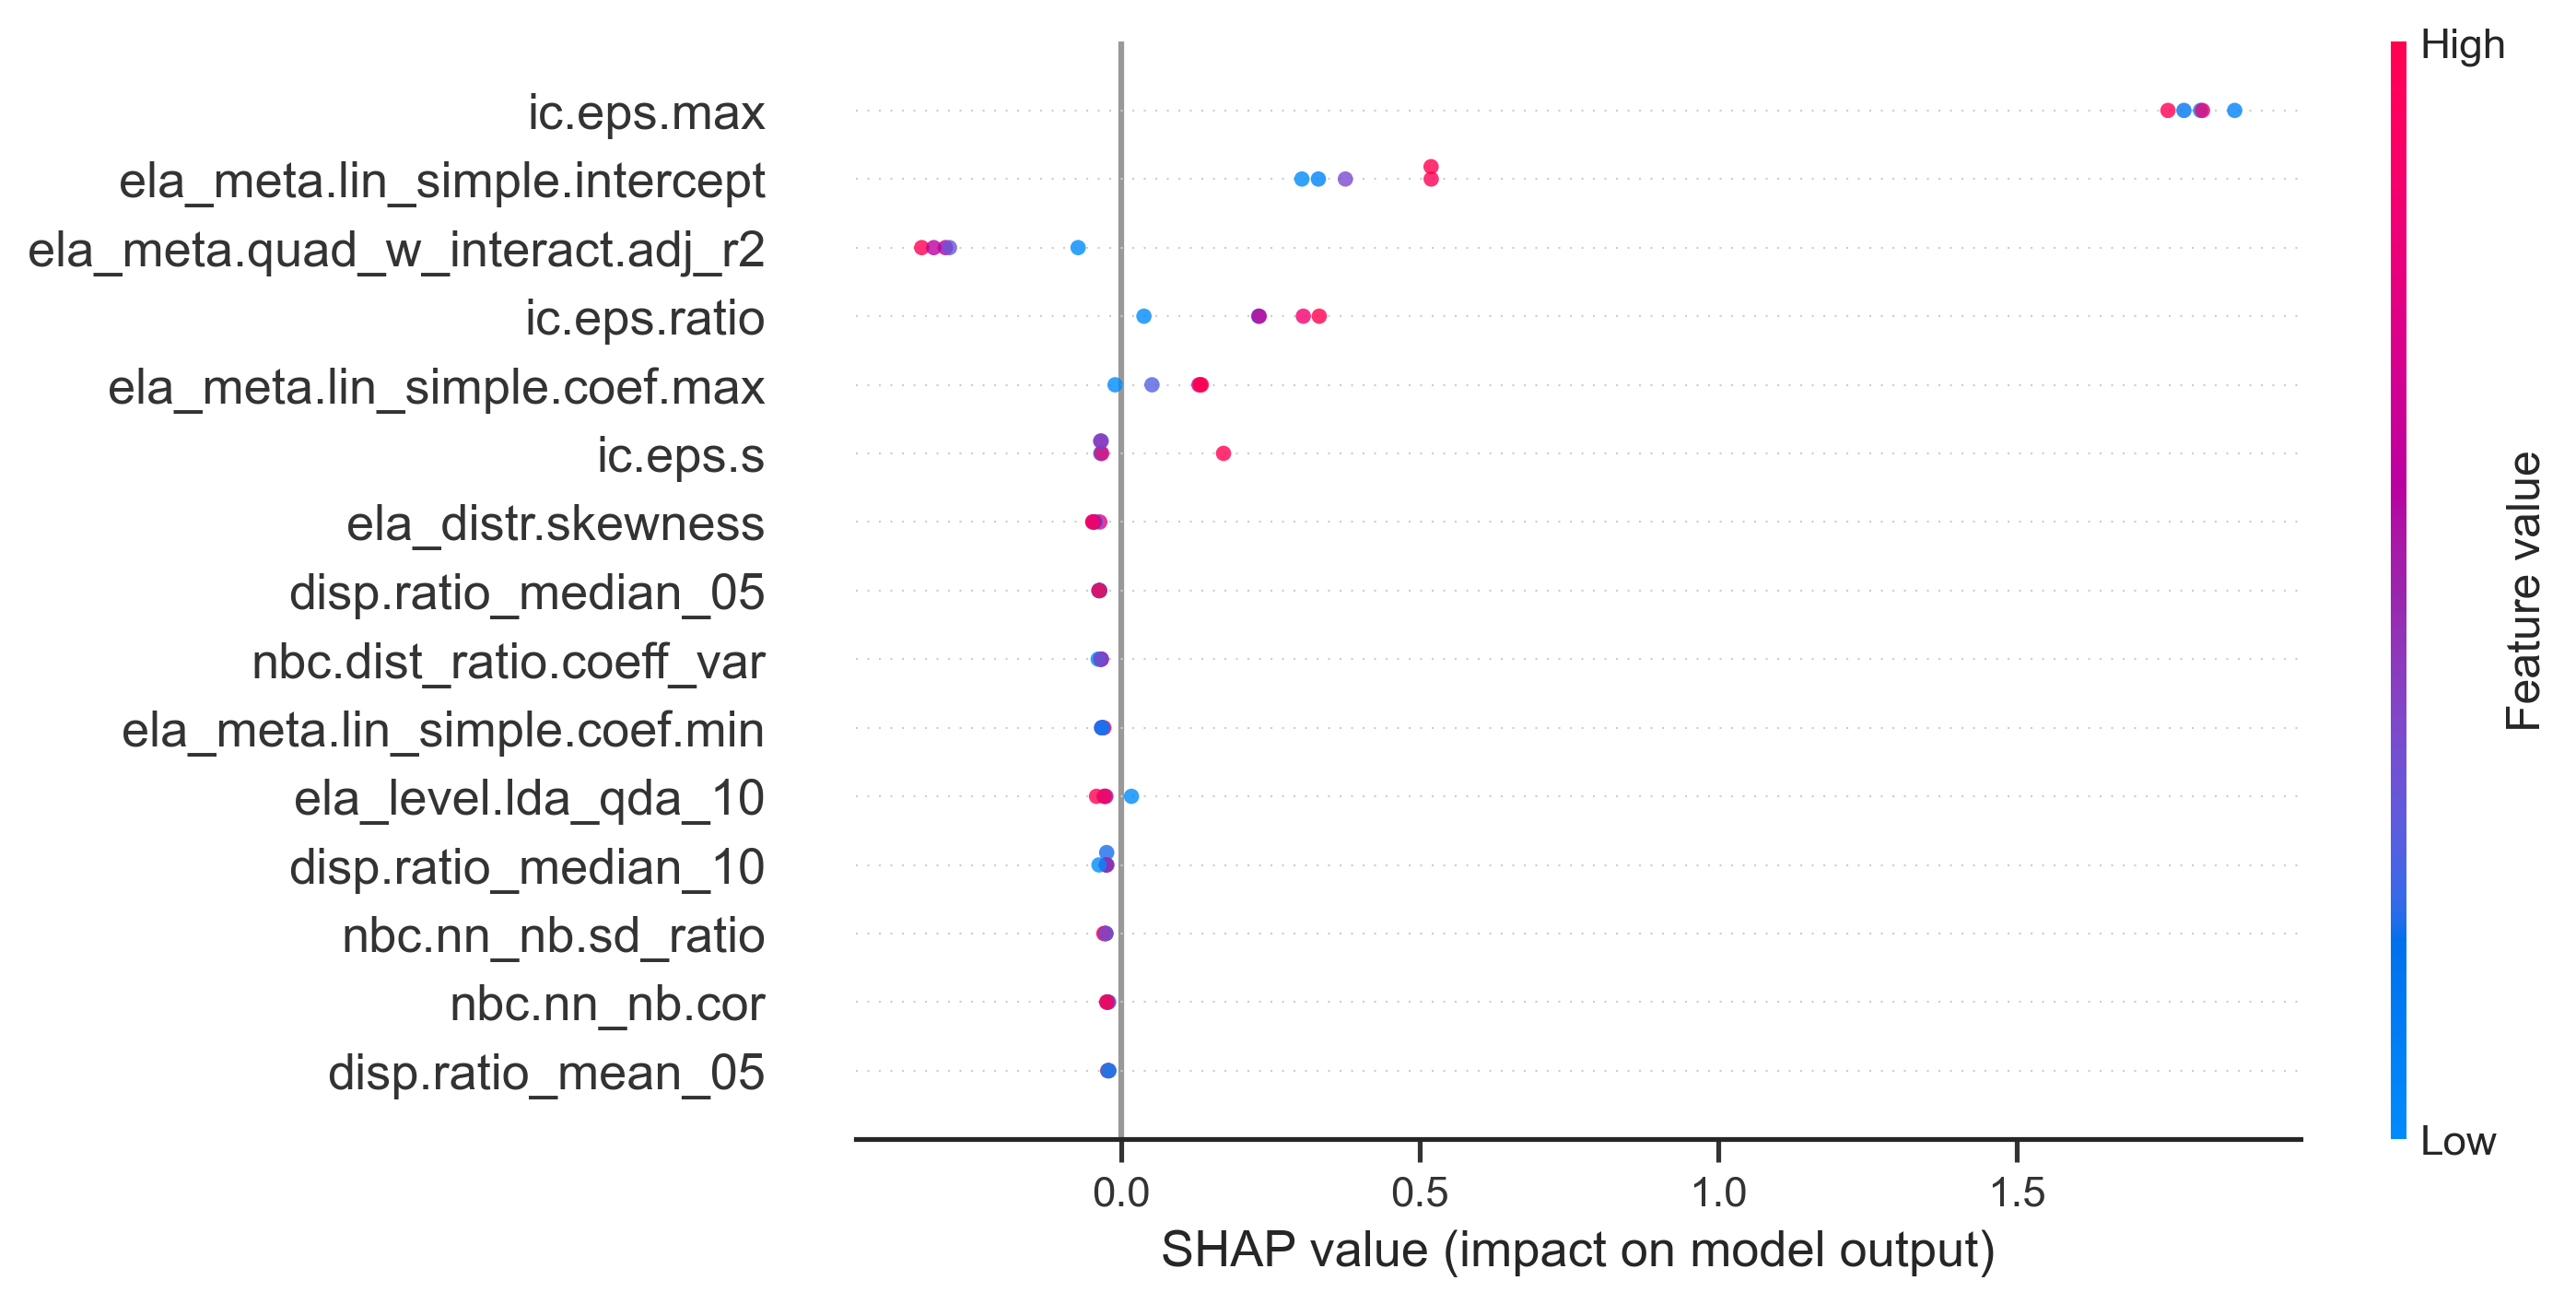 High
ic.eps.max
ela_meta.lin_simple.intercept
ela_meta.quad_w_interact.adj_r2
ic.eps.ratio
ela_meta.lin_simple.coef.max
ic.eps.s
ela_distr.skewness
disp.ratio_median_05
nbc.dist_ratio.coeff_var
ela_meta.lin_simple.coef.min
ela_level.lda_qda_10
disp.ratio_median_10
nbc.nn_nb.sd_ratio
nbc.nn_nb.cor
disp.ratio_mean_05
Feature value
Low
0.0 0.5 1.0 1.5
SHAP value (impact on model output)